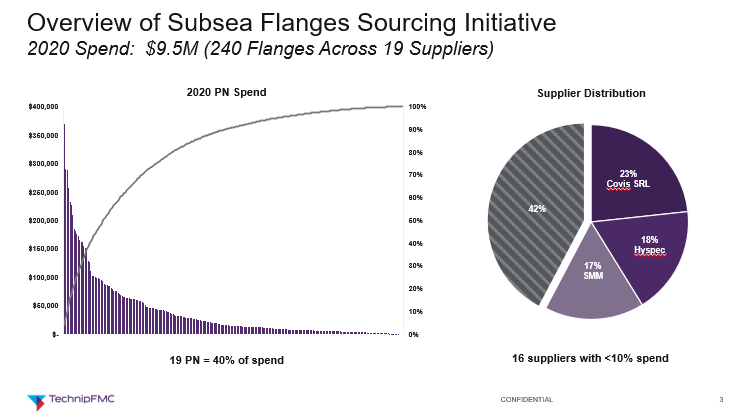 Overview of Subsea Flanges Sourcing Initiative
2020 Spend: $9.5M (240 Flanges Across 19 Suppliers)
2020 PN Spend
$400,000
$350,000
$300,000
$250,000
$200,000
$150,000
$100,000
$50,000
$-
100%
90%
80%
70%
60%
50%
40%
30%
20%
10%
0%
19 PN = 40% of spend
Supplier Distribution
23%
Covis SRL
18%
Hyspec
17%
SMM
42%
16 suppliers with <10% spend
TechnipFMC
CONFIDENTIAL
3